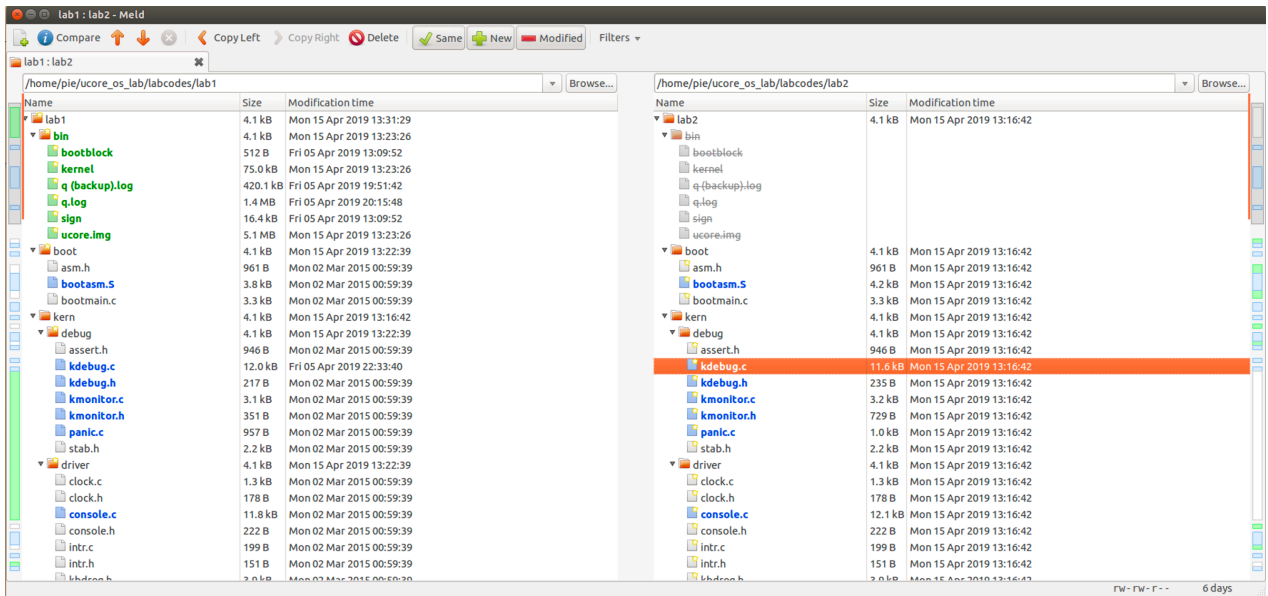 lab1 : lab2 - Meld
Compare Copy Left Copy Right Delete Same New Modified Filters
lab1 : lab2
/home/pie/ucore_os_lab/labcodes/lab1 Browse... /home/pie/ucore_os_lab/labcodes/lab2 Browse...
Name Size Modification time Name Size Modification time
lab1 4.1 kB Mon 15 Apr 2019 13:31:29 lab2 4.1 kB Mon 15 Apr 2019 13:16:42
bin 4.1 kB Mon 15 Apr 2019 13:23:26 bin
bootblock 512 B Fri 05 Apr 2019 13:09:52 bootblock
kernel 75.0 kB Mon 15 Apr 2019 13:23:26 kernel
q (backup).log 420.1 kB Fri 05 Apr 2019 19:51:42 q (backup).log
q.log 1.4 MB Fri 05 Apr 2019 20:15:48 q.log
sign 16.4 kB Fri 05 Apr 2019 13:09:52 sign
ucore.img 5.1 MB Mon 15 Apr 2019 13:23:26 ucore.img
boot 4.1 kB Mon 15 Apr 2019 13:22:39 boot 4.1 kB Mon 15 Apr 2019 13:16:42
asm.h 961 B Mon 02 Mar 2015 00:59:39 asm.h 961 B Mon 15 Apr 2019 13:16:42
bootasm.S 3.8 kB Mon 02 Mar 2015 00:59:39 bootasm.S 4.2 kB Mon 15 Apr 2019 13:16:42
bootmain.c 3.3 kB Mon 02 Mar 2015 00:59:39 bootmain.c 3.3 kB Mon 15 Apr 2019 13:16:42
kern 4.1 kB Mon 15 Apr 2019 13:16:42 kern 4.1 kB Mon 15 Apr 2019 13:16:42
debug 4.1 kB Mon 15 Apr 2019 13:22:39 debug 4.1 kB Mon 15 Apr 2019 13:16:42
assert.h 946 B Mon 02 Mar 2015 00:59:39 assert.h 946 B Mon 15 Apr 2019 13:16:42
kdebug.c 12.0 kB Fri 05 Apr 2019 22:33:40 kdebug.c 11.6 kB Mon 15 Apr 2019 13:16:42
kdebug.h 217 B Mon 02 Mar 2015 00:59:39 kdebug.h 235 B Mon 15 Apr 2019 13:16:42
kmonitor.c 3.1 kB Mon 02 Mar 2015 00:59:39 kmonitor.c 3.2 kB Mon 15 Apr 2019 13:16:42
kmonitor.h 351 B Mon 02 Mar 2015 00:59:39 kmonitor.h 729 B Mon 15 Apr 2019 13:16:42
panic.c 957 B Mon 02 Mar 2015 00:59:39 panic.c 1.0 kB Mon 15 Apr 2019 13:16:42
stab.h 2.2 kB Mon 02 Mar 2015 00:59:39 stab.h 2.2 kB Mon 15 Apr 2019 13:16:42
driver 4.1 kB Mon 15 Apr 2019 13:22:39 driver 4.1 kB Mon 15 Apr 2019 13:16:42
clock.c 1.3 kB Mon 02 Mar 2015 00:59:39 clock.c 1.3 kB Mon 15 Apr 2019 13:16:42
clock.h 178 B Mon 02 Mar 2015 00:59:39 clock.h 178 B Mon 15 Apr 2019 13:16:42
console.c 11.8 kB Mon 02 Mar 2015 00:59:39 console.c 12.1 kB Mon 15 Apr 2019 13:16:42
console.h 222 B Mon 02 Mar 2015 00:59:39 console.h 222 B Mon 15 Apr 2019 13:16:42
intr.c 199 B Mon 02 Mar 2015 00:59:39 intr.c 199 B Mon 15 Apr 2019 13:16:42
intr.h 151 B Mon 02 Mar 2015 00:59:39 intr.h 151 B Mon 15 Apr 2019 13:16:42
rw-rw-r-- 6 days